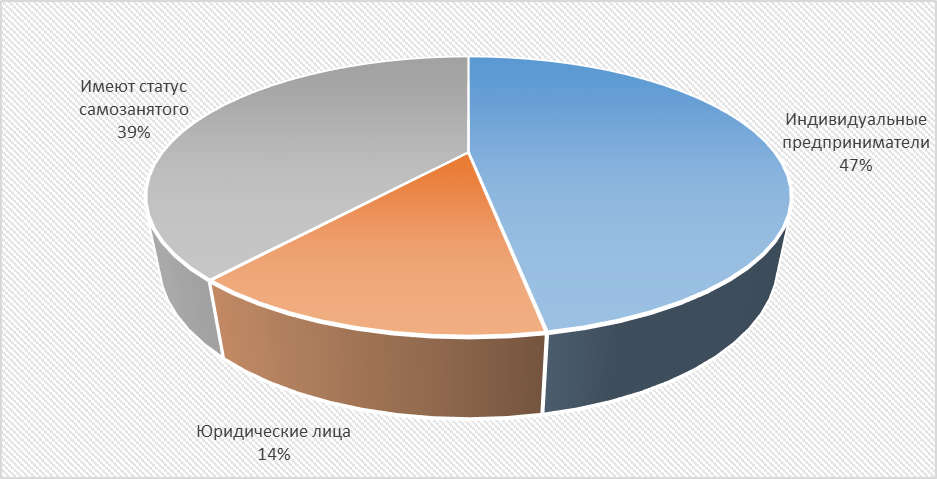 Имеют статус
самозанятого
39%
Индивидуальные
предприниматели
47%
Юридические лица
14%